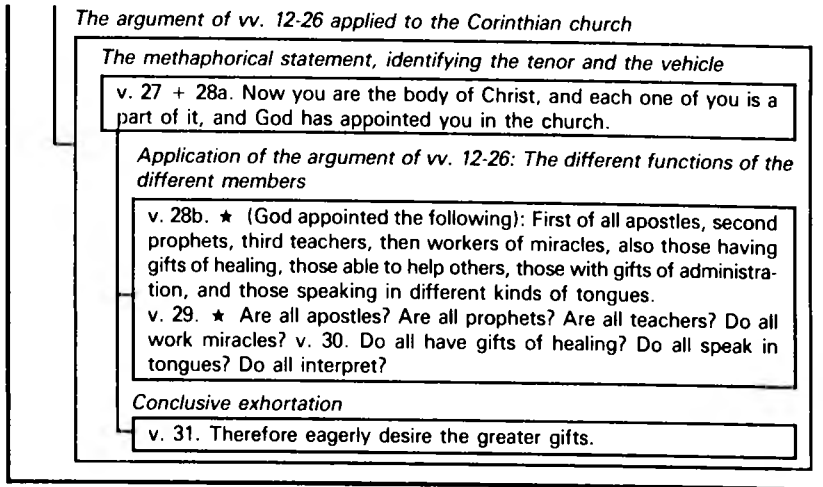 The argument of vv. 12-26 applied to the Corinthian church
The methaphorical statement, identifying the tenor and the vehicle
v. 27 + 28a. Now you are the body of Christ, and each one of you is a
part of it, and God has appointed you in the church.
Application of the argument of vv. 12-26: The different functions of the
different members
v. 28b. ★ (God appointed the following): First of all apostles, second
prophets, third teachers, then workers of miracles, also those having
gifts of healing, those able to help others, those with gifts of administra-
tion, and those speaking in different kinds of tongues.
v. 29. ★ Are all apostles? Are all prophets? Are all teachers? Do all
work miracles? v. 30. Do all have gifts of healing? Do all speak in
tongues? Do all interpret?
Conclusive exhortation
v. 31. Therefore eagerly desire the greater gifts.